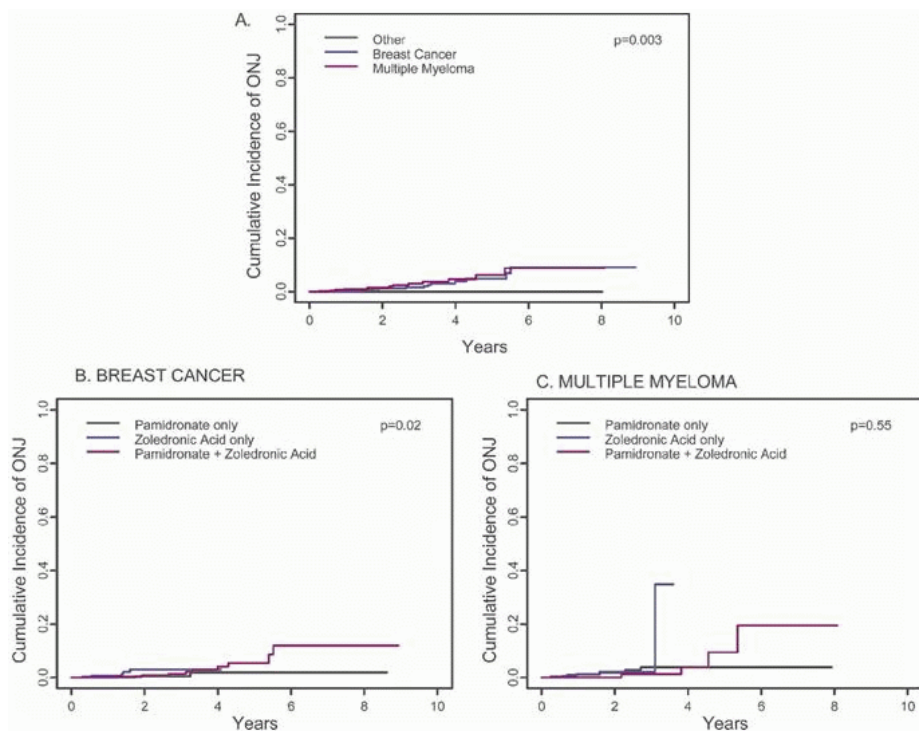 A.
Other
Breast Cancer
Multiple Myeloma
p=0.003
Cumulative Incidence of ONJ
0.0 0.2 0.4 0.6 0.8 1.0
0 2 4 6 8 10
Years
B. BREAST CANCER
Pamidronate only
Zoledronic Acid only
Pamidronate + Zoledronic Acid
p=0.02
Cumulative Incidence of ONJ
0.0 0.2 0.4 0.6 0.8 1.0
0 2 4 6 8 10
Years
C. MULTIPLE MYELOMA
Pamidronate only
Zoledronic Acid only
Pamidronate + Zoledronic Acid
p=0.55
Cumulative Incidence of ONJ
0.0 0.2 0.4 0.6 0.8 1.0
0 2 4 6 8 10
Years